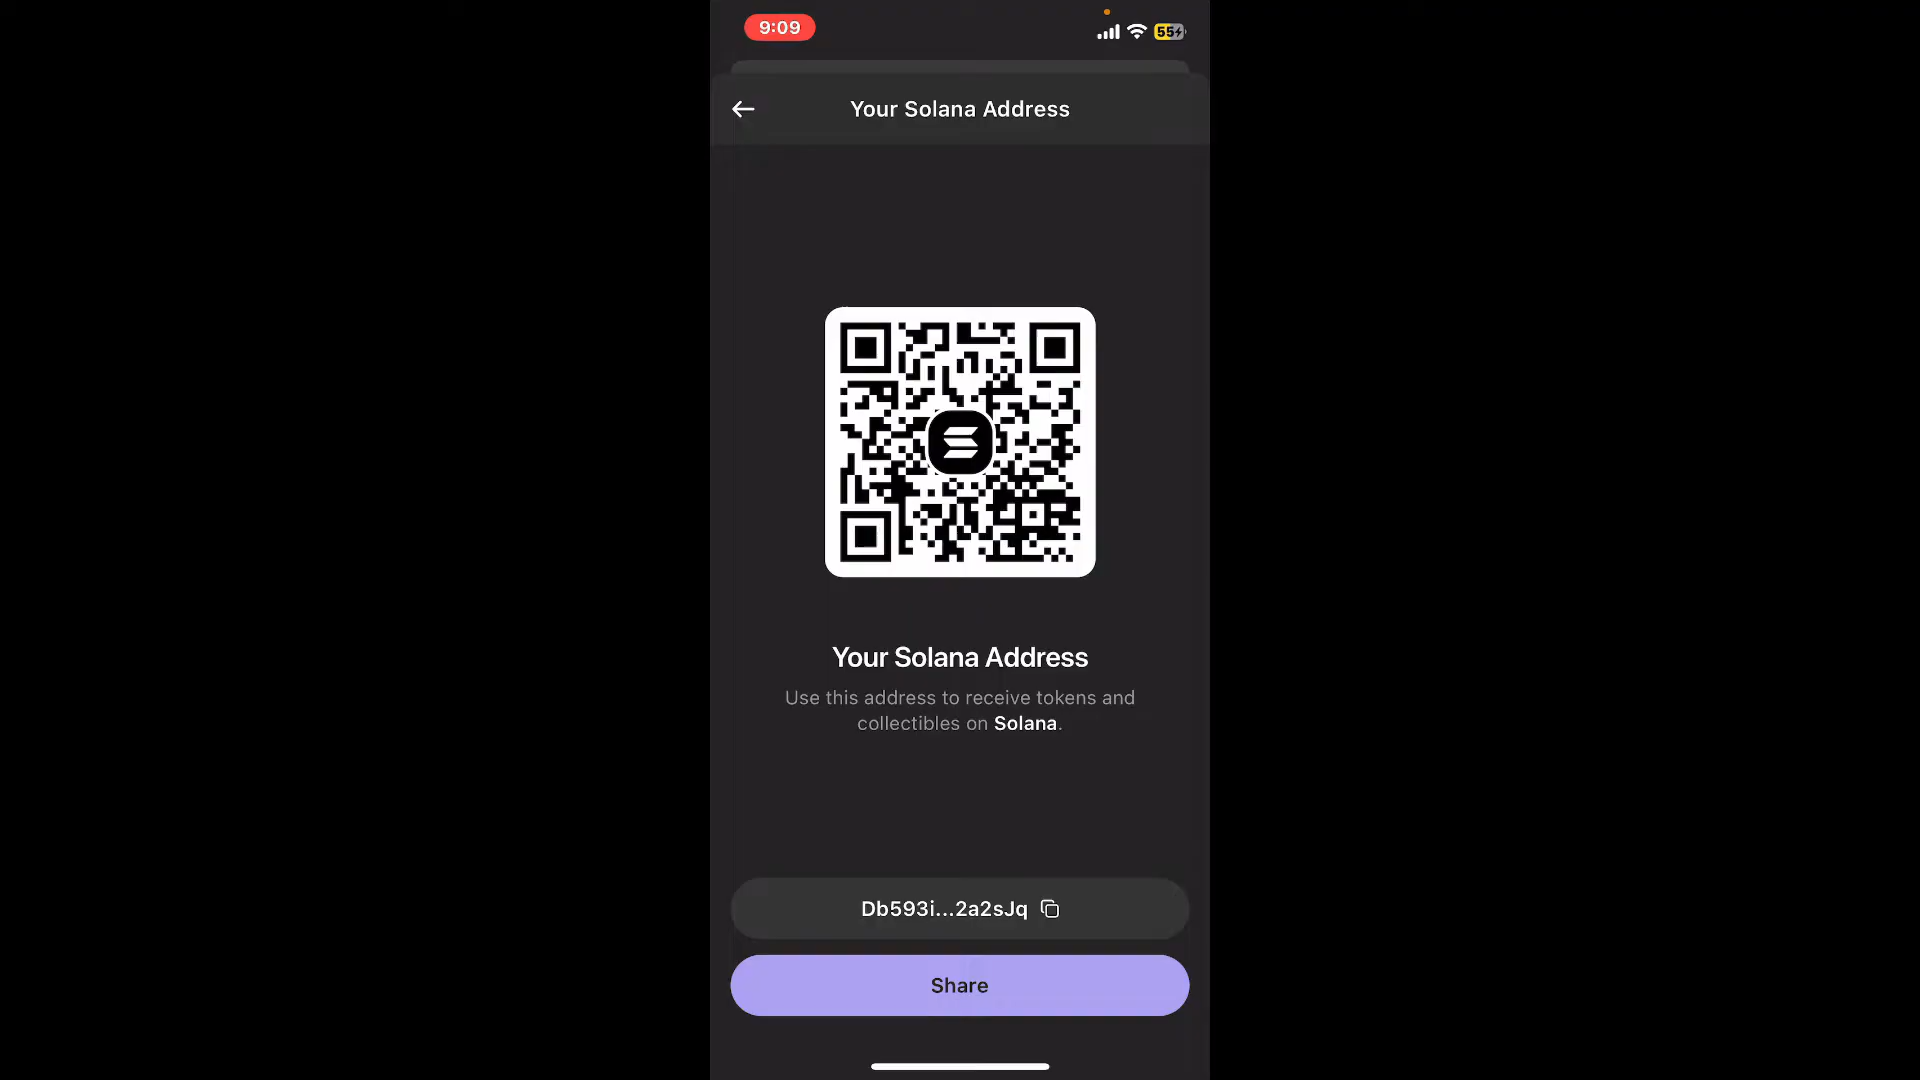 9:09
55
Your Solana Address
Your Solana Address
Use this address to receive tokens and
collectibles on Solana.
Db593i...2a2sJq
Share